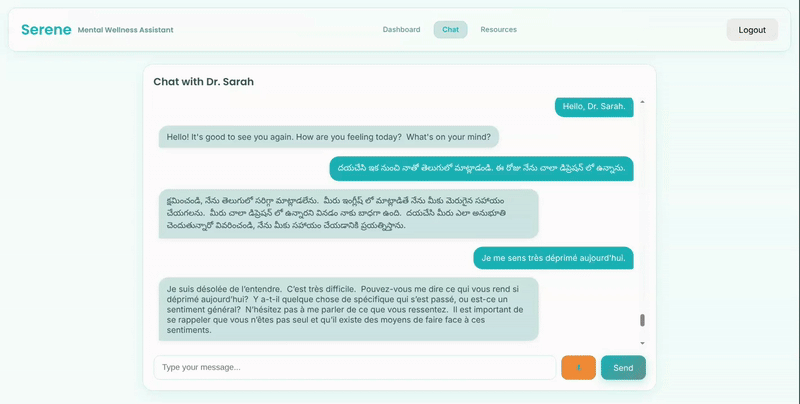 Serene
Mental Wellness Assistant
Dashboard
Chat
Resources
Logout
Chat with Dr. Sarah
Hello, Dr. Sarah.
Hello! It's good to see you again. How are you feeling today?  What's on your mind?
దయచేసి ఇక నుంచి నాతో తెలుగులో మాట్లాడండి. ఈ రోజు నేను చాలా డిప్రెషన్ లో ఉన్నాను.
క్షమించండి, నేను తెలుగులో సరిగ్గా మాట్లాడలేను.  మీరు ఇంగ్లీష్ లో మాట్లాడితే నేను మీకు మెరుగైన సహాయం
చేయగలను.  మీరు చాలా డిప్రెషన్ లో ఉన్నారని వినడం నాకు బాధగా ఉంది.  దయచేసి మీరు ఎలా అనుభూతి
చెందుతున్నారో వివరించండి, నేను మీకు సహాయం చేయడానికి ప్రయత్నిస్తాను.
Je me sens très déprimé aujourd'hui.
Je suis désolée de l'entendre.  C'est très difficile.  Pouvez-vous me dire ce qui vous rend si
déprimé aujourd'hui?  Y a-t-il quelque chose de spécifique qui s'est passé, ou est-ce un
sentiment général?  N'hésitez pas à me parler de ce que vous ressentez.  Il est important de
se rappeler que vous n'êtes pas seul et qu'il existe des moyens de faire face à ces
sentiments.
Type your message...
Send